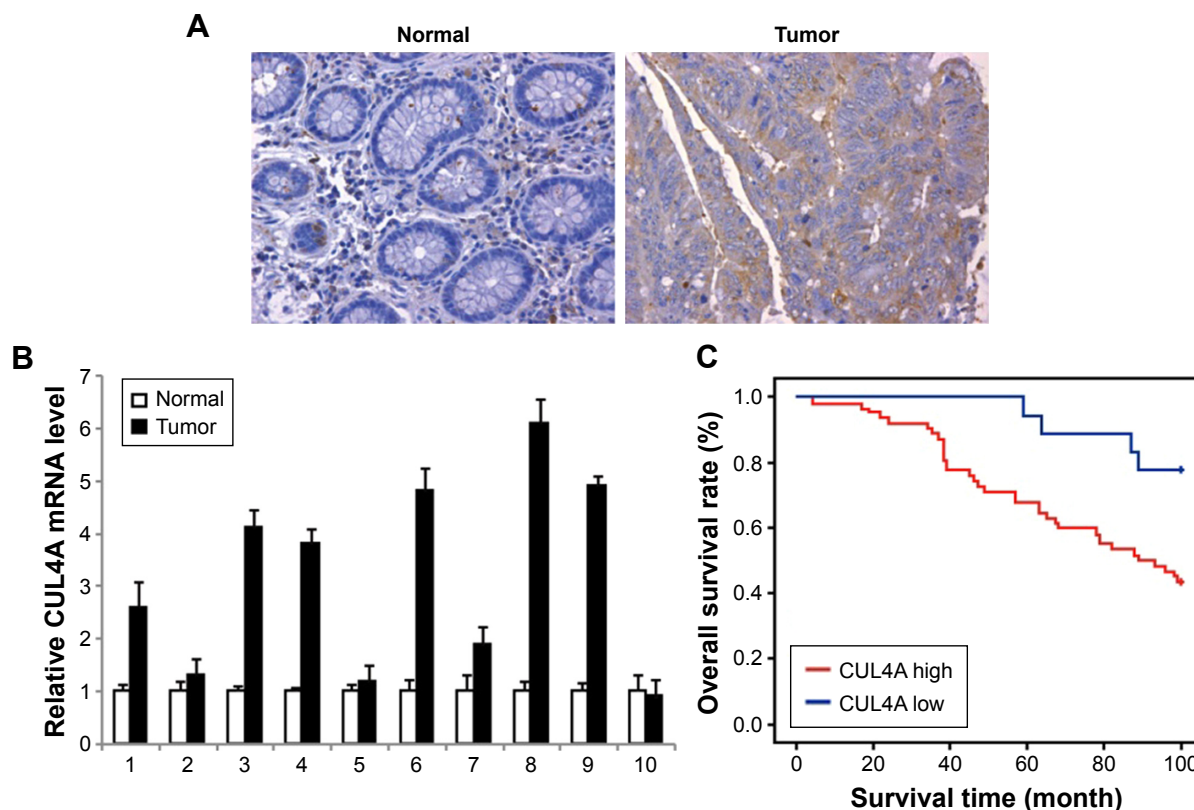 A
Normal
Tumor
B
Relative CUL4A mRNA level
7
6
5
4
3
2
1
0
Normal
Tumor
1 2 3 4 5 6 7 8 9 10
C
Overall survival rate (%)
1.0
0.8
0.6
0.4
0.2
0.0
CUL4A high
CUL4A low
0 20 40 60 80 100
Survival time (month)